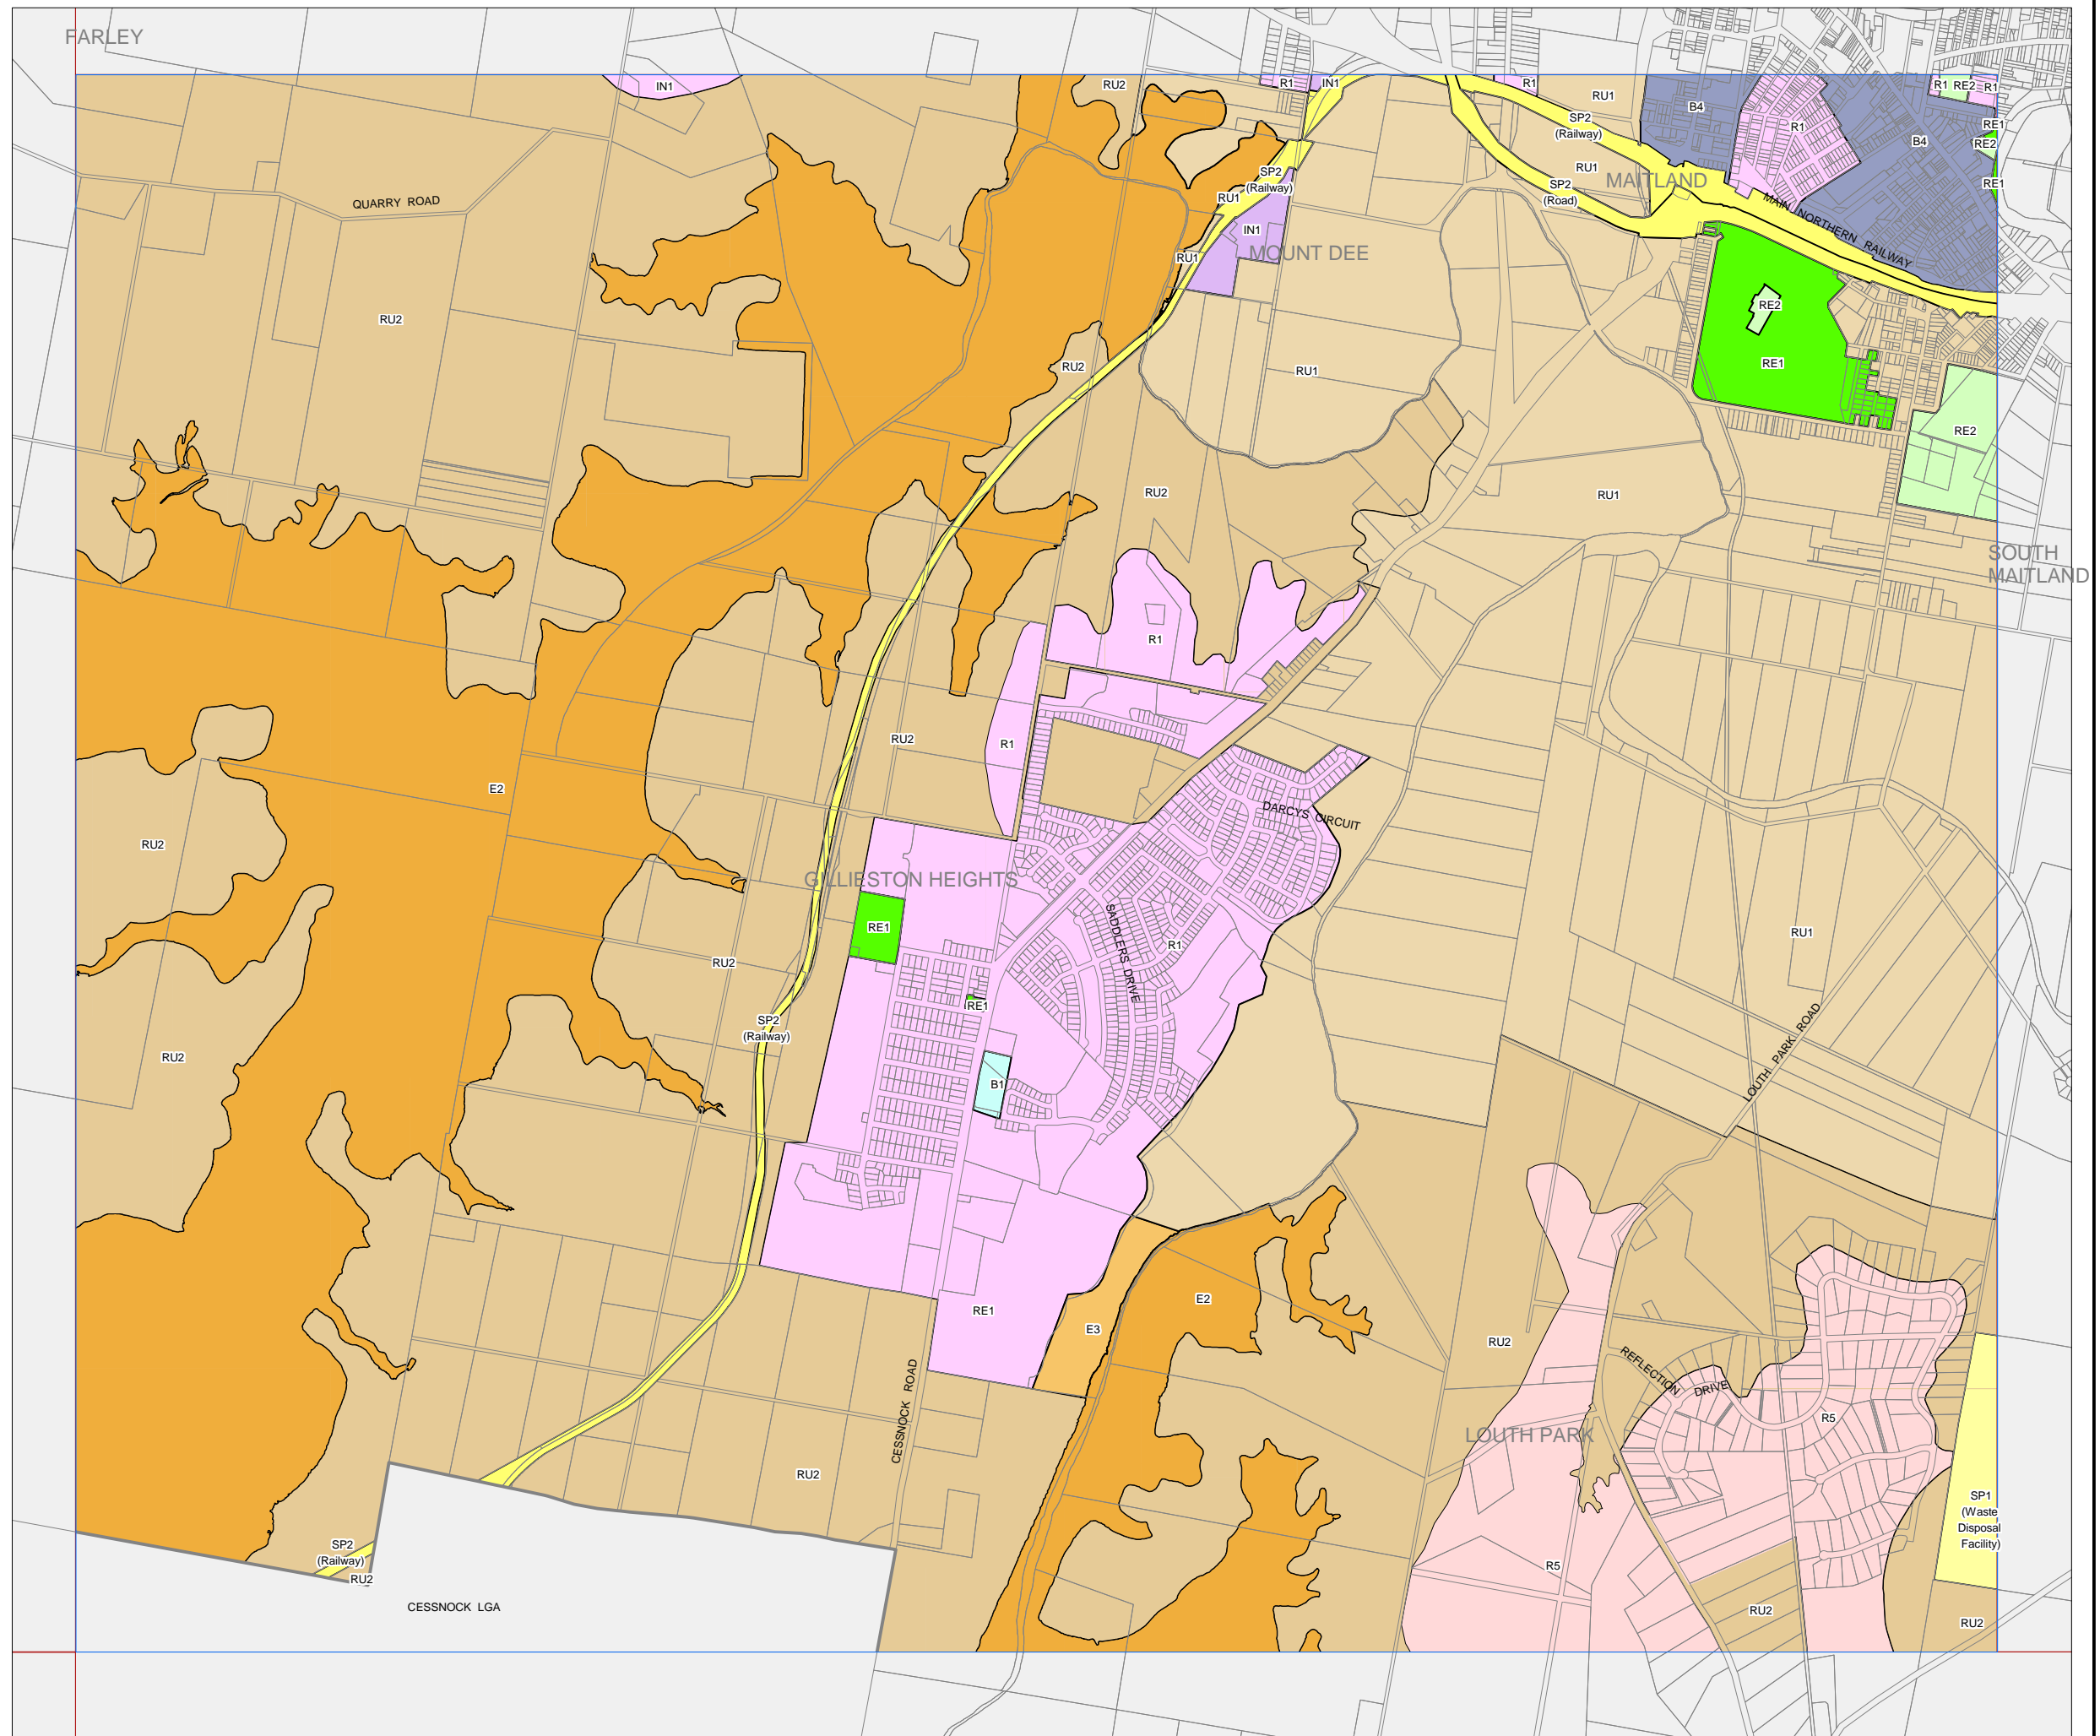 FARLEY
IN1
RU2
R1
IN1
R1
RU1
B4
R1
B4
R1
RE2
R1
RE1
RE2
RE1
SP2
(Railway)
RU1
SP2
(Road)
MAITLAND
MAIN NORTHERN RAILWAY
QUARRY ROAD
SP2
(Railway)
RU1
IN1
MOUNT DEE
RU1
RU2
RU2
RU1
RE2
RE1
RE2
RU2
RU1
SOUTH
MAITLAND
R1
R1
RU2
E2
RU2
DARCYS CIRCUIT
GILLIESTON HEIGHTS
RE1
SADDLERS DRIVE
R1
RU1
RU2
RE1
SP2
(Railway)
RU2
B1
LOUTH PARK ROAD
RE1
E3
E2
RU2
REFLECTION DRIVE
CESSNOCK ROAD
R5
LOUTH PARK
RU2
SP1
(Waste
Disposal
Facility)
SP2
(Railway)
RU2
R5
CESSNOCK LGA
RU2
RU2